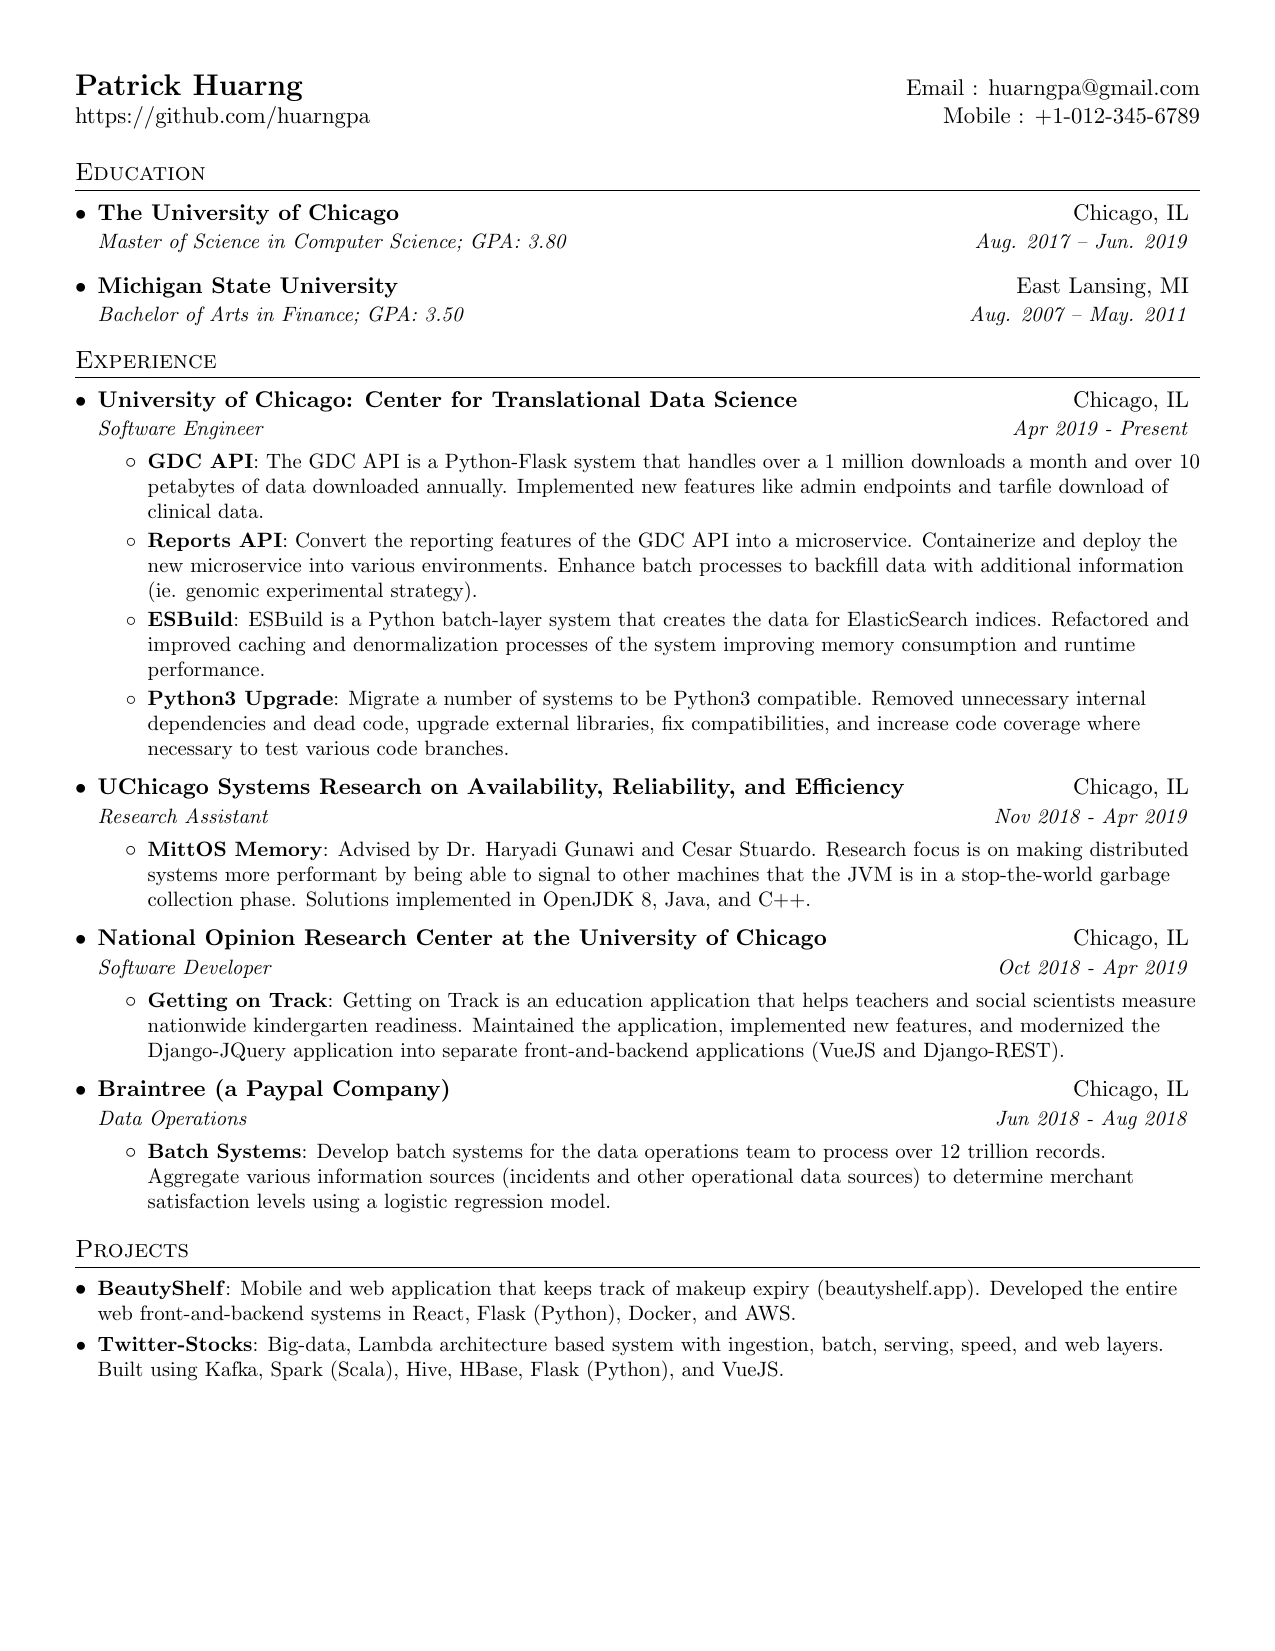 Patrick Huarng
Email : huarngpa@gmail.com
https://github.com/huarngpa
Mobile : +1-012-345-6789
Education
• The University of Chicago
Chicago, IL
Master of Science in Computer Science; GPA: 3.80
Aug. 2017 – Jun. 2019
• Michigan State University
East Lansing, MI
Bachelor of Arts in Finance; GPA: 3.50
Aug. 2007 – May. 2011
Experience
• University of Chicago: Center for Translational Data Science
Chicago, IL
Software Engineer
Apr 2019 - Present
◦ GDC API: The GDC API is a Python-Flask system that handles over a 1 million downloads a month and over 10
petabytes of data downloaded annually. Implemented new features like admin endpoints and tarfile download of
clinical data.
◦ Reports API: Convert the reporting features of the GDC API into a microservice. Containerize and deploy the
new microservice into various environments. Enhance batch processes to backfill data with additional information
(ie. genomic experimental strategy).
◦ ESBuild: ESBuild is a Python batch-layer system that creates the data for ElasticSearch indices. Refactored and
improved caching and denormalization processes of the system improving memory consumption and runtime
performance.
◦ Python3 Upgrade: Migrate a number of systems to be Python3 compatible. Removed unnecessary internal
dependencies and dead code, upgrade external libraries, fix compatibilities, and increase code coverage where
necessary to test various code branches.
• UChicago Systems Research on Availability, Reliability, and Efficiency
Chicago, IL
Research Assistant
Nov 2018 - Apr 2019
◦ MittOS Memory: Advised by Dr. Haryadi Gunawi and Cesar Stuardo. Research focus is on making distributed
systems more performant by being able to signal to other machines that the JVM is in a stop-the-world garbage
collection phase. Solutions implemented in OpenJDK 8, Java, and C++.
• National Opinion Research Center at the University of Chicago
Chicago, IL
Software Developer
Oct 2018 - Apr 2019
◦ Getting on Track: Getting on Track is an education application that helps teachers and social scientists measure
nationwide kindergarten readiness. Maintained the application, implemented new features, and modernized the
Django-JQuery application into separate front-and-backend applications (VueJS and Django-REST).
• Braintree (a Paypal Company)
Chicago, IL
Data Operations
Jun 2018 - Aug 2018
◦ Batch Systems: Develop batch systems for the data operations team to process over 12 trillion records.
Aggregate various information sources (incidents and other operational data sources) to determine merchant
satisfaction levels using a logistic regression model.
Projects
• BeautyShelf: Mobile and web application that keeps track of makeup expiry (beautyshelf.app). Developed the entire
web front-and-backend systems in React, Flask (Python), Docker, and AWS.
• Twitter-Stocks: Big-data, Lambda architecture based system with ingestion, batch, serving, speed, and web layers.
Built using Kafka, Spark (Scala), Hive, HBase, Flask (Python), and VueJS.